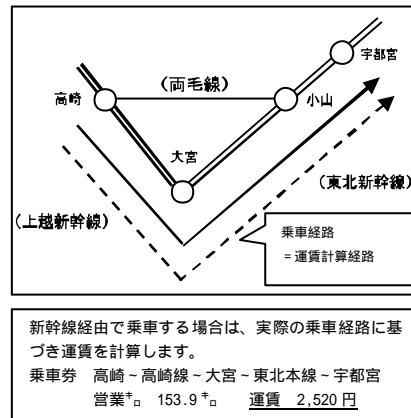 宇都宮
(両毛線)
高崎
小山
大宮
(東北新幹線)
(上越新幹線)
乗車経路
=運賃計算経路
新幹線経由で乗車する場合は、実際の乗車経路に基
づき運賃を計算します。
乗車券 高崎~高崎線~大宮~東北本線~宇都宮
営業キロ 153.9キロ 運賃 2,520円